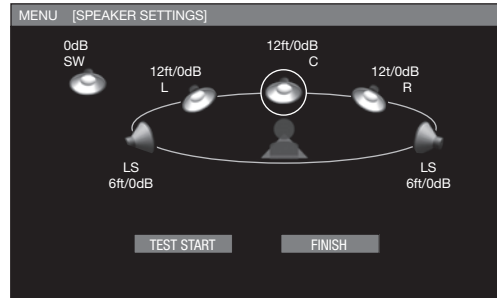 MENU [SPEAKER SETTINGS]
0dB
SW
12ft/0dB
L
12ft/0dB
C
12t/0dB
R
LS
6ft/0dB
LS
6ft/0dB
TEST START
FINISH